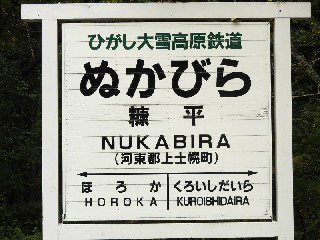 ひがし大雪高原鉄道
ぬかびら
糠平
NUKABIRA
(河東郡上士幌町)
ほろか くろいしだいら
HOROKA KUROISHIDAIRA